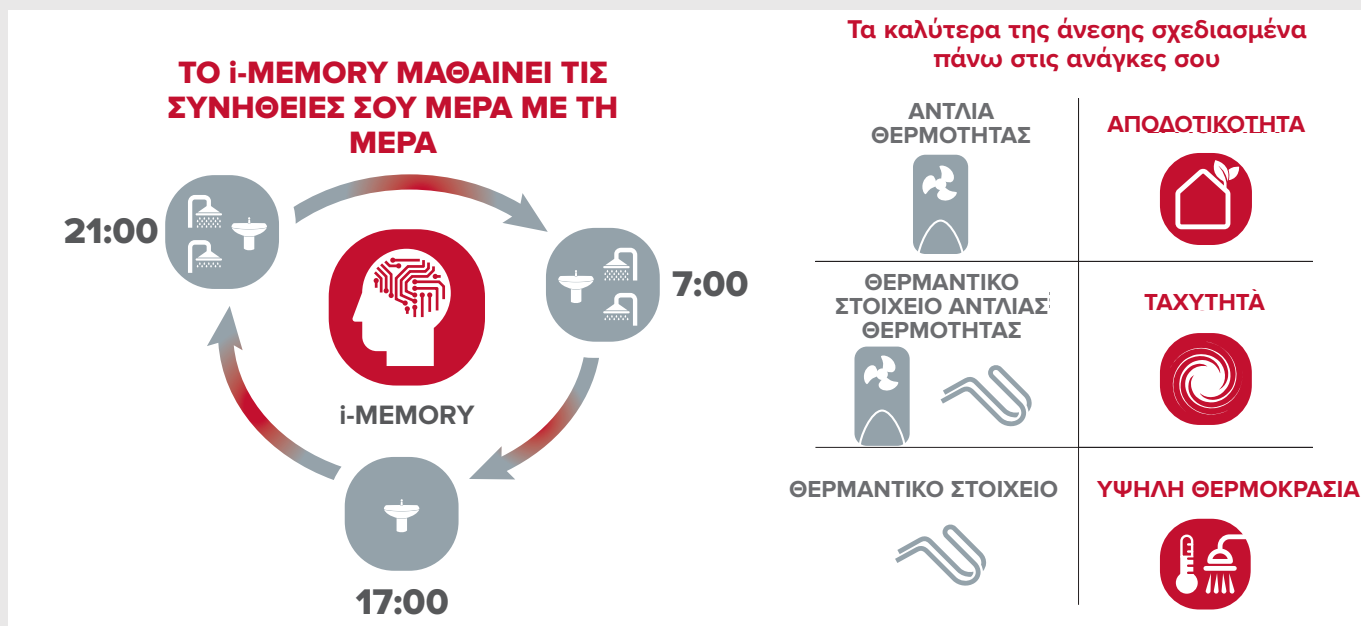 ΤΟ i-MEMORY ΜΑΘΑΙΝΕΙ ΤΙΣ
ΣΥΝΗΘΕΙΕΣ ΣΟΥ ΜΕΡΑ ΜΕ ΤΗ
ΜΕΡΑ
21:00
7:00
i-MEMORY
17:00
Τα καλύτερα της άνεσης σχεδιασμένα
πάνω στις ανάγκες σου
ΑΝΤΛΙΑ
ΘΕΡΜΟΤΗΤΑΣ
ΑΠΟΔΟΤΙΚΟΤΗΤΑ
ΘΕΡΜΑΝΤΙΚΟ
ΣΤΟΙΧΕΙΟ ΑΝΤΛΙΑΣ
ΘΕΡΜΟΤΗΤΑΣ
ΤΑΧΥΤΗΤΑ
ΘΕΡΜΑΝΤΙΚΟ ΣΤΟΙΧΕΙΟ
ΥΨΗΛΗ ΘΕΡΜΟΚΡΑΣΙΑ